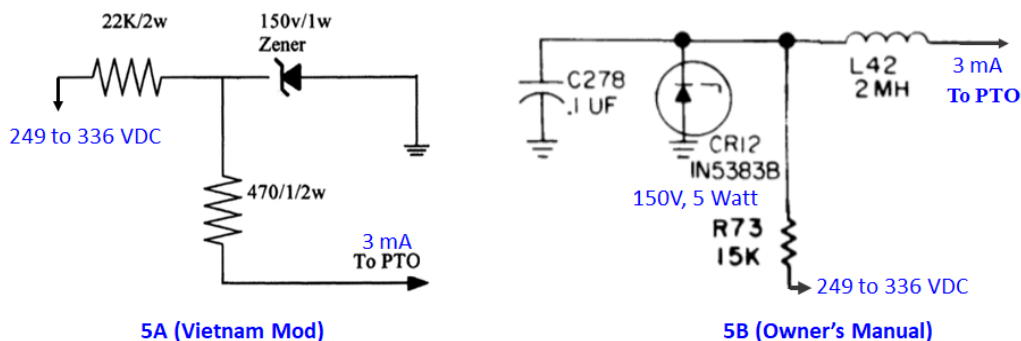 22K/2w
150v/1w
Zener
249 to 336 VDC
470/1/2w
3 mA
To PTO
5A (Vietnam Mod)
C278
.1 UF
CR12
IN5383B
150V, 5 Watt
L42
2 MH
3 mA
To PTO
R73
15K
249 to 336 VDC
5B (Owner's Manual)